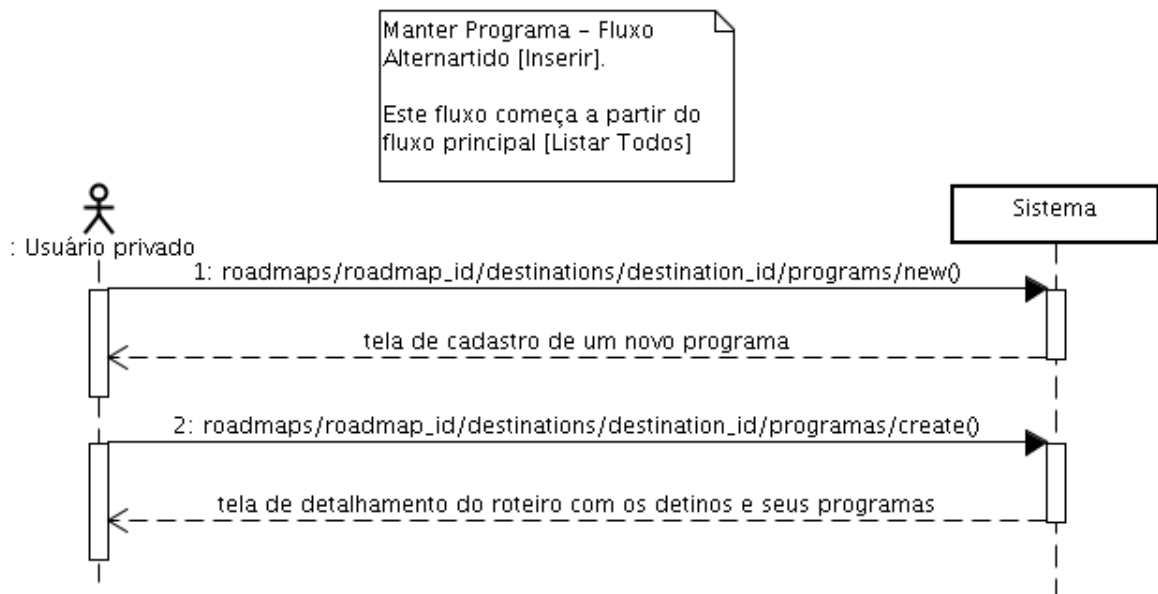 Manter Programa – Fluxo
Alternartido [Inserir].
Este fluxo começa a partir do
fluxo principal [Listar Todos]
Sistema
: Usuário privado
1: roadmaps/roadmap_id/destinations/destination_id/programs/new()
tela de cadastro de um novo programa
2: roadmaps/roadmap_id/destinations/destination_id/programas/create()
tela de detalhamento do roteiro com os detinos e seus programas